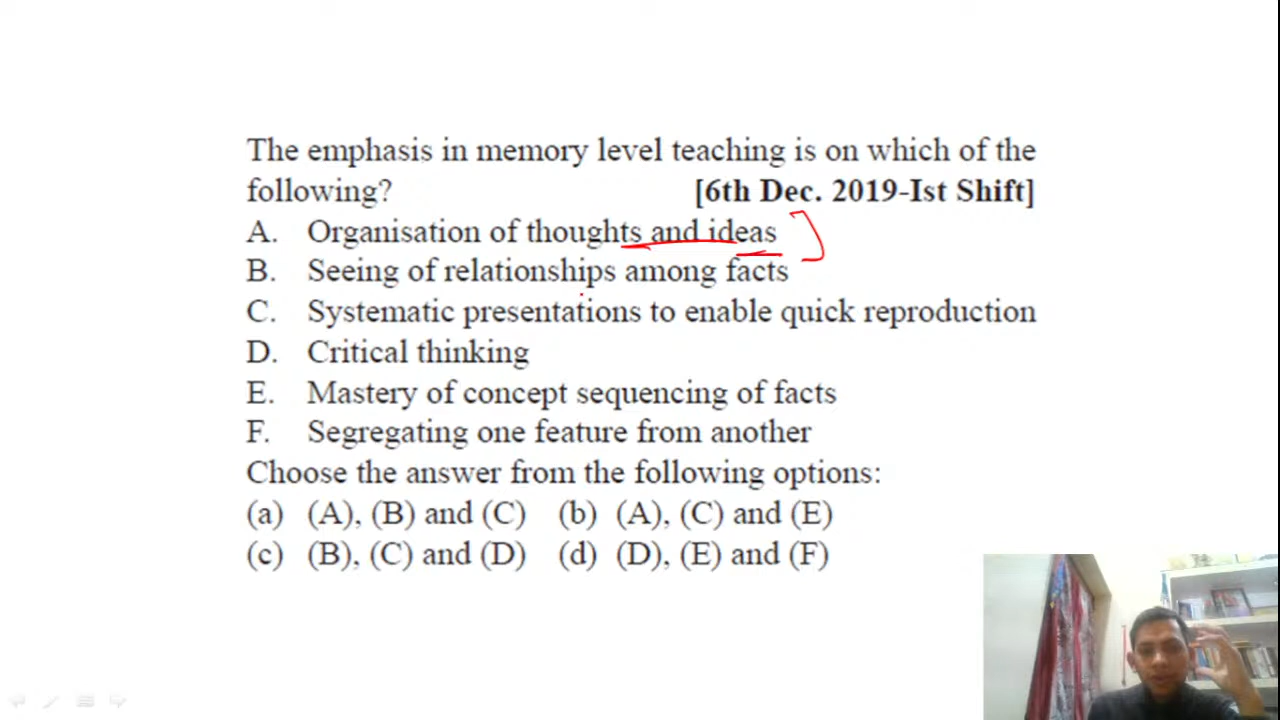 The emphasis in memory level teaching is on which of the
following? [6th Dec. 2019-Ist Shift]
A. Organisation of thoughts and ideas
B. Seeing of relationships among facts
C. Systematic presentations to enable quick reproduction
D. Critical thinking
E. Mastery of concept sequencing of facts
F. Segregating one feature from another
Choose the answer from the following options:
(a) (A), (B) and (C) (b) (A), (C) and (E)
(c) (B), (C) and (D) (d) (D), (E) and (F)